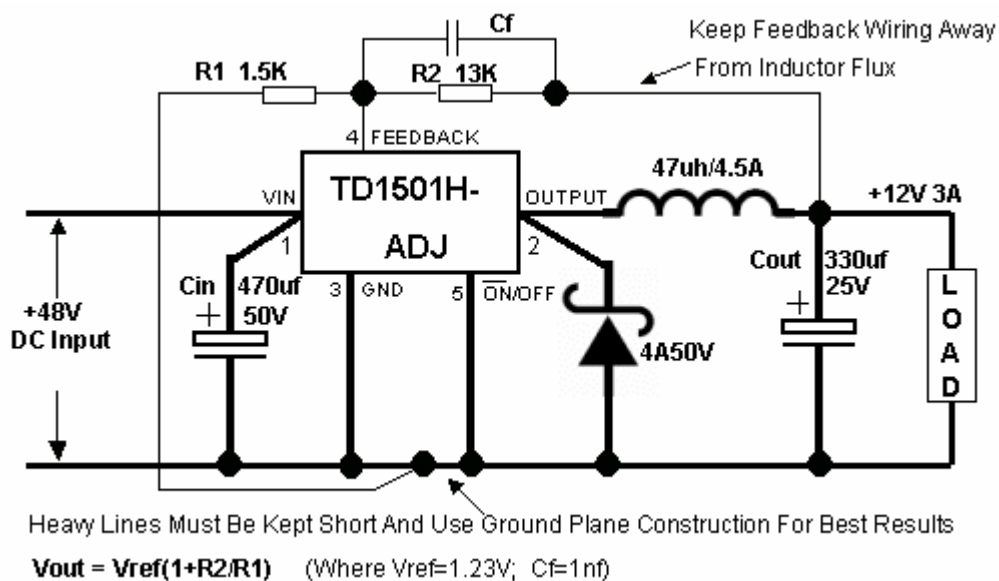 Cf
Keep Feedback Wiring Away
R1 1.5K
R2 13K
From Inductor Flux
4 FEEDBACK
47uh/4.5A
VIN
TD1501H-
OUTPUT
+12V 3A
1
ADJ
2
Cin
470uf
3
GND
5
ON/OFF
Cout
330uf
+
50V
+
25V
+48V
DC Input
4A50V
L
O
A
D
Heavy Lines Must Be Kept Short And Use Ground Plane Construction For Best Results
Vout = Vref(1+R2/R1) (Where Vref=1.23V; Cf=1nf)